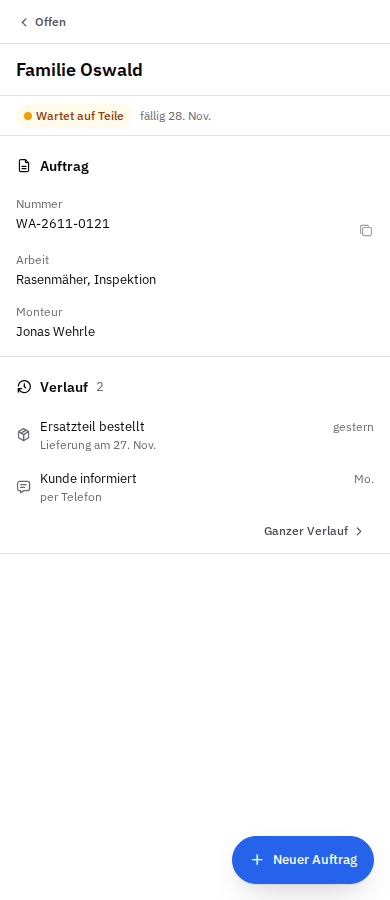 Offen
Familie Oswald
Wartet auf Teile fällig 28. Nov.
Auftrag
Nummer
WA-2611-0121
Arbeit
Rasenmäher, Inspektion
Monteur
Jonas Wehrle
Verlauf 2
Ersatzteil bestellt gestern
Lieferung am 27. Nov.
Kunde informiert Mo.
per Telefon
Ganzer Verlauf
Neuer Auftrag